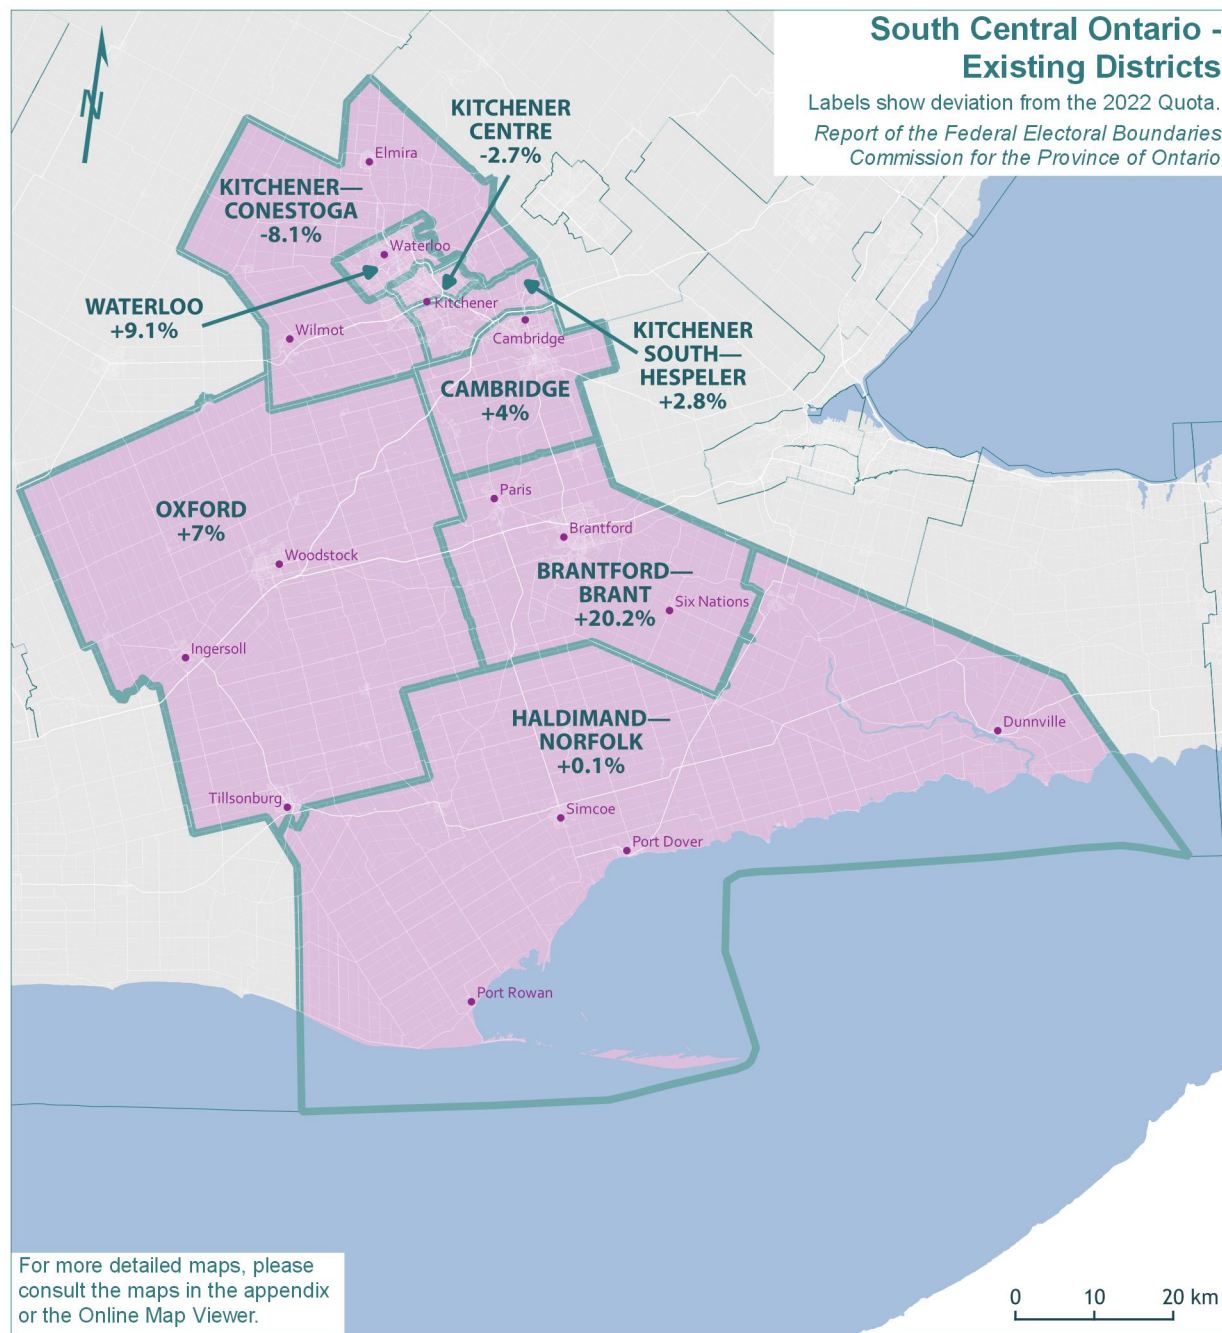 South Central Ontario -
Existing Districts
Labels show deviation from the 2022 Quota.
Report of the Federal Electoral Boundaries
Commission for the Province of Ontario
N
KITCHENER
CENTRE
-2.7%
Elmira
KITCHENER—
CONESTOGA
-8.1%
Waterloo
WATERLOO
+9.1%
Kitchener
Wilmot
Cambridge
KITCHENER
SOUTH—
HESPELER
+2.8%
CAMBRIDGE
+4%
Paris
OXFORD
+7%
Brantford
Woodstock
BRANTFORD—
BRANT
+20.2%
Six Nations
Ingersoll
HALDIMAND—
NORFOLK
+0.1%
Dunnville
Tillsonburg
Simcoe
Port Dover
Port Rowan
For more detailed maps, please
consult the maps in the appendix
or the Online Map Viewer.
0 10 20 km